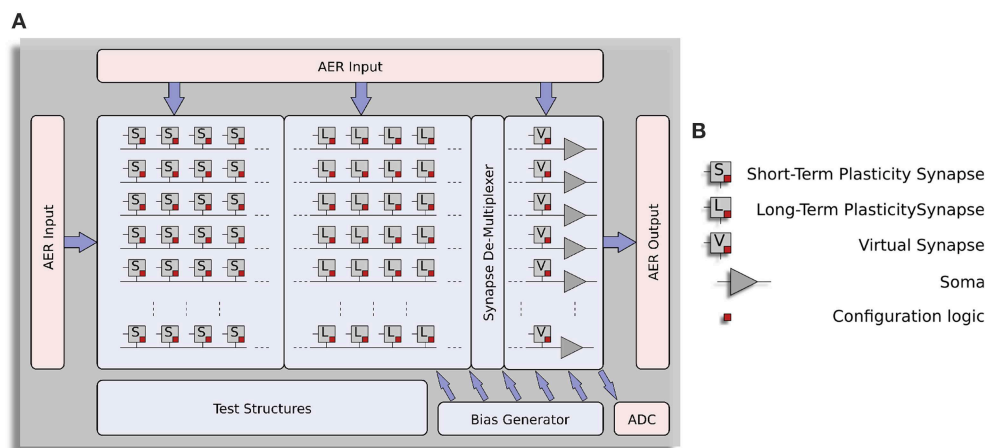 A
AER Input
AER Input
S S S S L L L L V
S S S S L L L L V
S S S S L L L L V
S S S S L L L L V
S S S S L L L L V
S S S S L L L L V
Synapse De-Multiplexer
AER Output
Test Structures
Bias Generator
ADC
B
S Short-Term Plasticity Synapse
L Long-Term PlasticitySynapse
V Virtual Synapse
Soma
Configuration logic